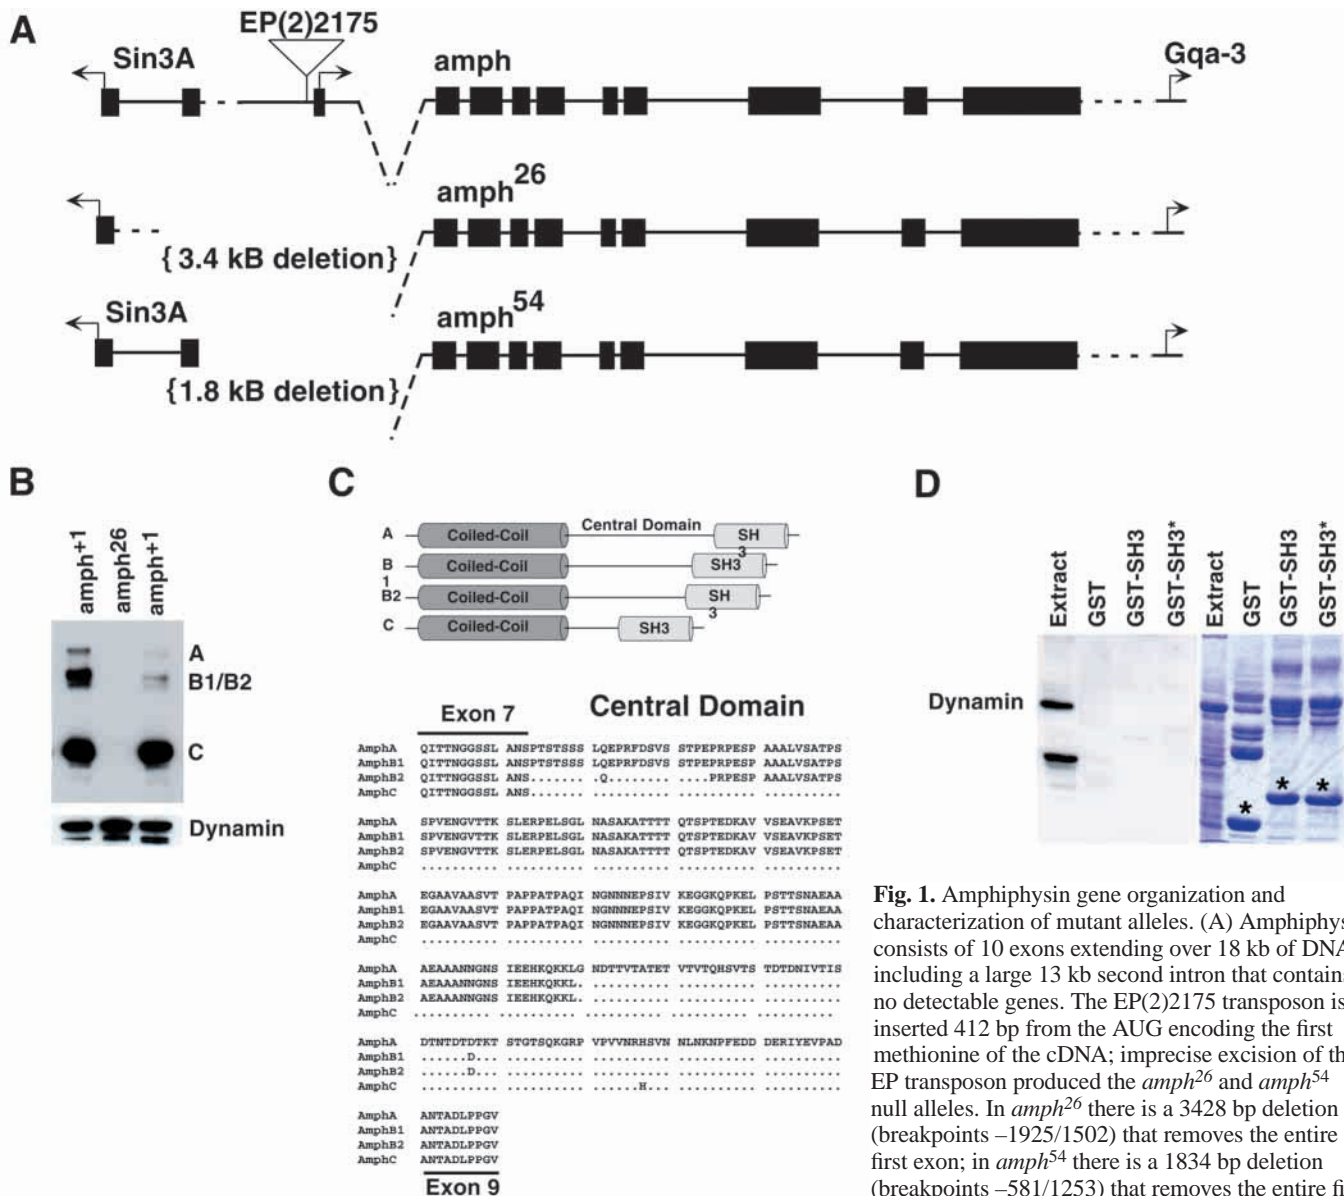 A
EP(2)2175
Sin3A
amph
Gqa-3
amph26
{ 3.4 kB deletion}
Sin3A
amph54
{1.8 kB deletion}
B
amph+1
amph26
amph+1
A
B1/B2
C
Dynamin
C
A Coiled-Coil Central Domain SH3
B1 Coiled-Coil SH3
B2 Coiled-Coil SH3
C Coiled-Coil SH3
Exon 7 Central Domain
AmphA QITTNGGSSL ANSPTSTSSS LQEPRFDSVS STPEPRPESP AAALVSATPS
AmphB1 QITTNGGSSL ANSPTSTSSS LQEPRFDSVS STPEPRPESP AAALVSATPS
AmphB2 QITTNGGSSL ANS....... .Q........ ....PRPESP AAALVSATPS
AmphC QITTNGGSSL ANS....... .......... .......... ..........
AmphA SPVENGVTTK SLERPELSGL NASAKATTTT QTSPTEDKAV VSEAVKPSET
AmphB1 SPVENGVTTK SLERPELSGL NASAKATTTT QTSPTEDKAV VSEAVKPSET
AmphB2 SPVENGVTTK SLERPELSGL NASAKATTTT QTSPTEDKAV VSEAVKPSET
AmphC .......... .......... .......... .......... ..........
AmphA EGAAVAASVT PAPPATPAQI NGNNNEPSIV KEGGKQPKEL PSTTSNAEAA
AmphB1 EGAAVAASVT PAPPATPAQI NGNNNEPSIV KEGGKQPKEL PSTTSNAEAA
AmphB2 EGAAVAASVT PAPPATPAQI NGNNNEPSIV KEGGKQPKEL PSTTSNAEAA
AmphC .......... .......... .......... .......... ..........
AmphA AEAAANNGNS IEEHKQKKLG NDTTVTATET VTVTQHSVTS TDTDNIVTIS
AmphB1 AEAAANNGNS IEEHKQKKL. .......... .......... ..........
AmphB2 AEAAANNGNS IEEHKQKKL. .......... .......... ..........
AmphC .......... .......... .......... .......... ..........
AmphA DTNTDTDTKT STGTSQKGRP VPVVNRHSVN NLNKNPFEDD DERIYEVPAD
AmphB1 ......D... .......... .......... .......... ..........
AmphB2 ......D... .......... .......... .......... ..........
AmphC .......... .......... ........H. .......... ..........
AmphA ANTADLPPGV
AmphB1 ANTADLPPGV
AmphB2 ANTADLPPGV
AmphC ANTADLPPGV
Exon 9
D
Extract
GST
GST-SH3
GST-SH3*
Extract
GST
GST-SH3
GST-SH3*
Dynamin
* * *
Fig. 1. Amphiphysin gene organization and
characterization of mutant alleles. (A) Amphiphys
consists of 10 exons extending over 18 kb of DNA
including a large 13 kb second intron that contain
no detectable genes. The EP(2)2175 transposon is
inserted 412 bp from the AUG encoding the first
methionine of the cDNA; imprecise excision of th
EP transposon produced the amph26 and amph54
null alleles. In amph26 there is a 3428 bp deletion
(breakpoints –1925/1502) that removes the entire
first exon; in amph54 there is a 1834 bp deletion
(breakpoints –581/1253) that removes the entire fi